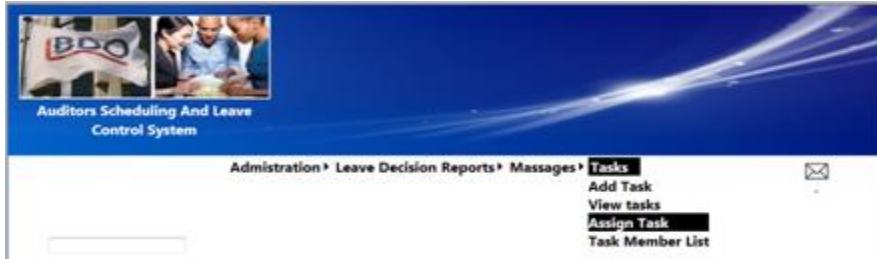 BDO
Auditors Scheduling And Leave
Control System
Admistration Leave Decision Reports Massages Tasks
Add Task
View tasks
Assign Task
Task Member List